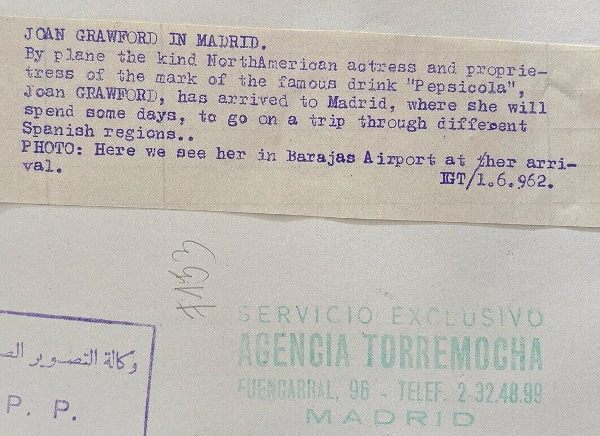 JOAN GRAWFORD IN MADRID.
By plane the kind NorthAmerican actress and proprie-
tress of the mark of the famous drink "Pepsicola",
Joan GRAWFORD, has arrived to Madrid, where she will
spend some days, to go on a trip through different
Spanish regions..
PHOTO: Here we see her in Barajas Airport at ther arri-
val.
IGT/1.6.962.
SERVICIO EXCLUSIVO
AGENCIA TORREMOCHA
FUENCARRAL, 96 - TELEF. 2-32.48.99
MADRID
وكالة التصوير
P. P.